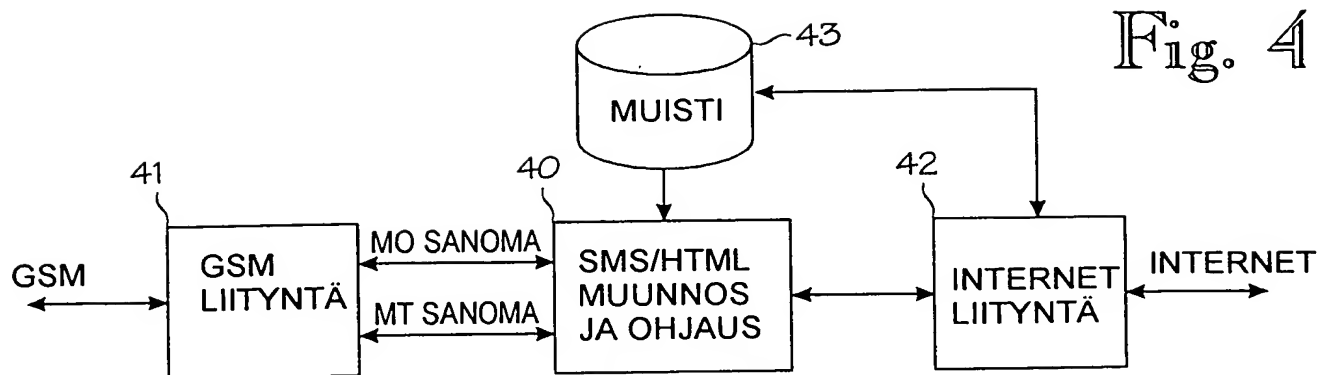 Fig. 4
43
MUISTI
41
40
42
GSM
GSM
LIITYNTÄ
MO SANOMA
MT SANOMA
SMS/HTML
MUUNNOS
JA OHJAUS
INTERNET
LIITYNTÄ
INTERNET